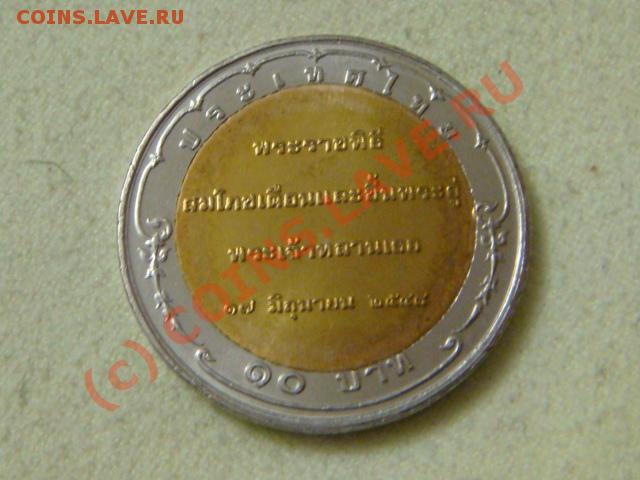 COINS.LAVE.RU
ประเทศไทย
พระราชพิธี
สมโภชเดือนและขึ้นพระอู่
พระเจ้าหลานเธอ
๑๗ มิถุนายน ๒๕๔๘
๑๐ บาท
(c) COINS.LAVE.RU
COINS.LAVE.RU